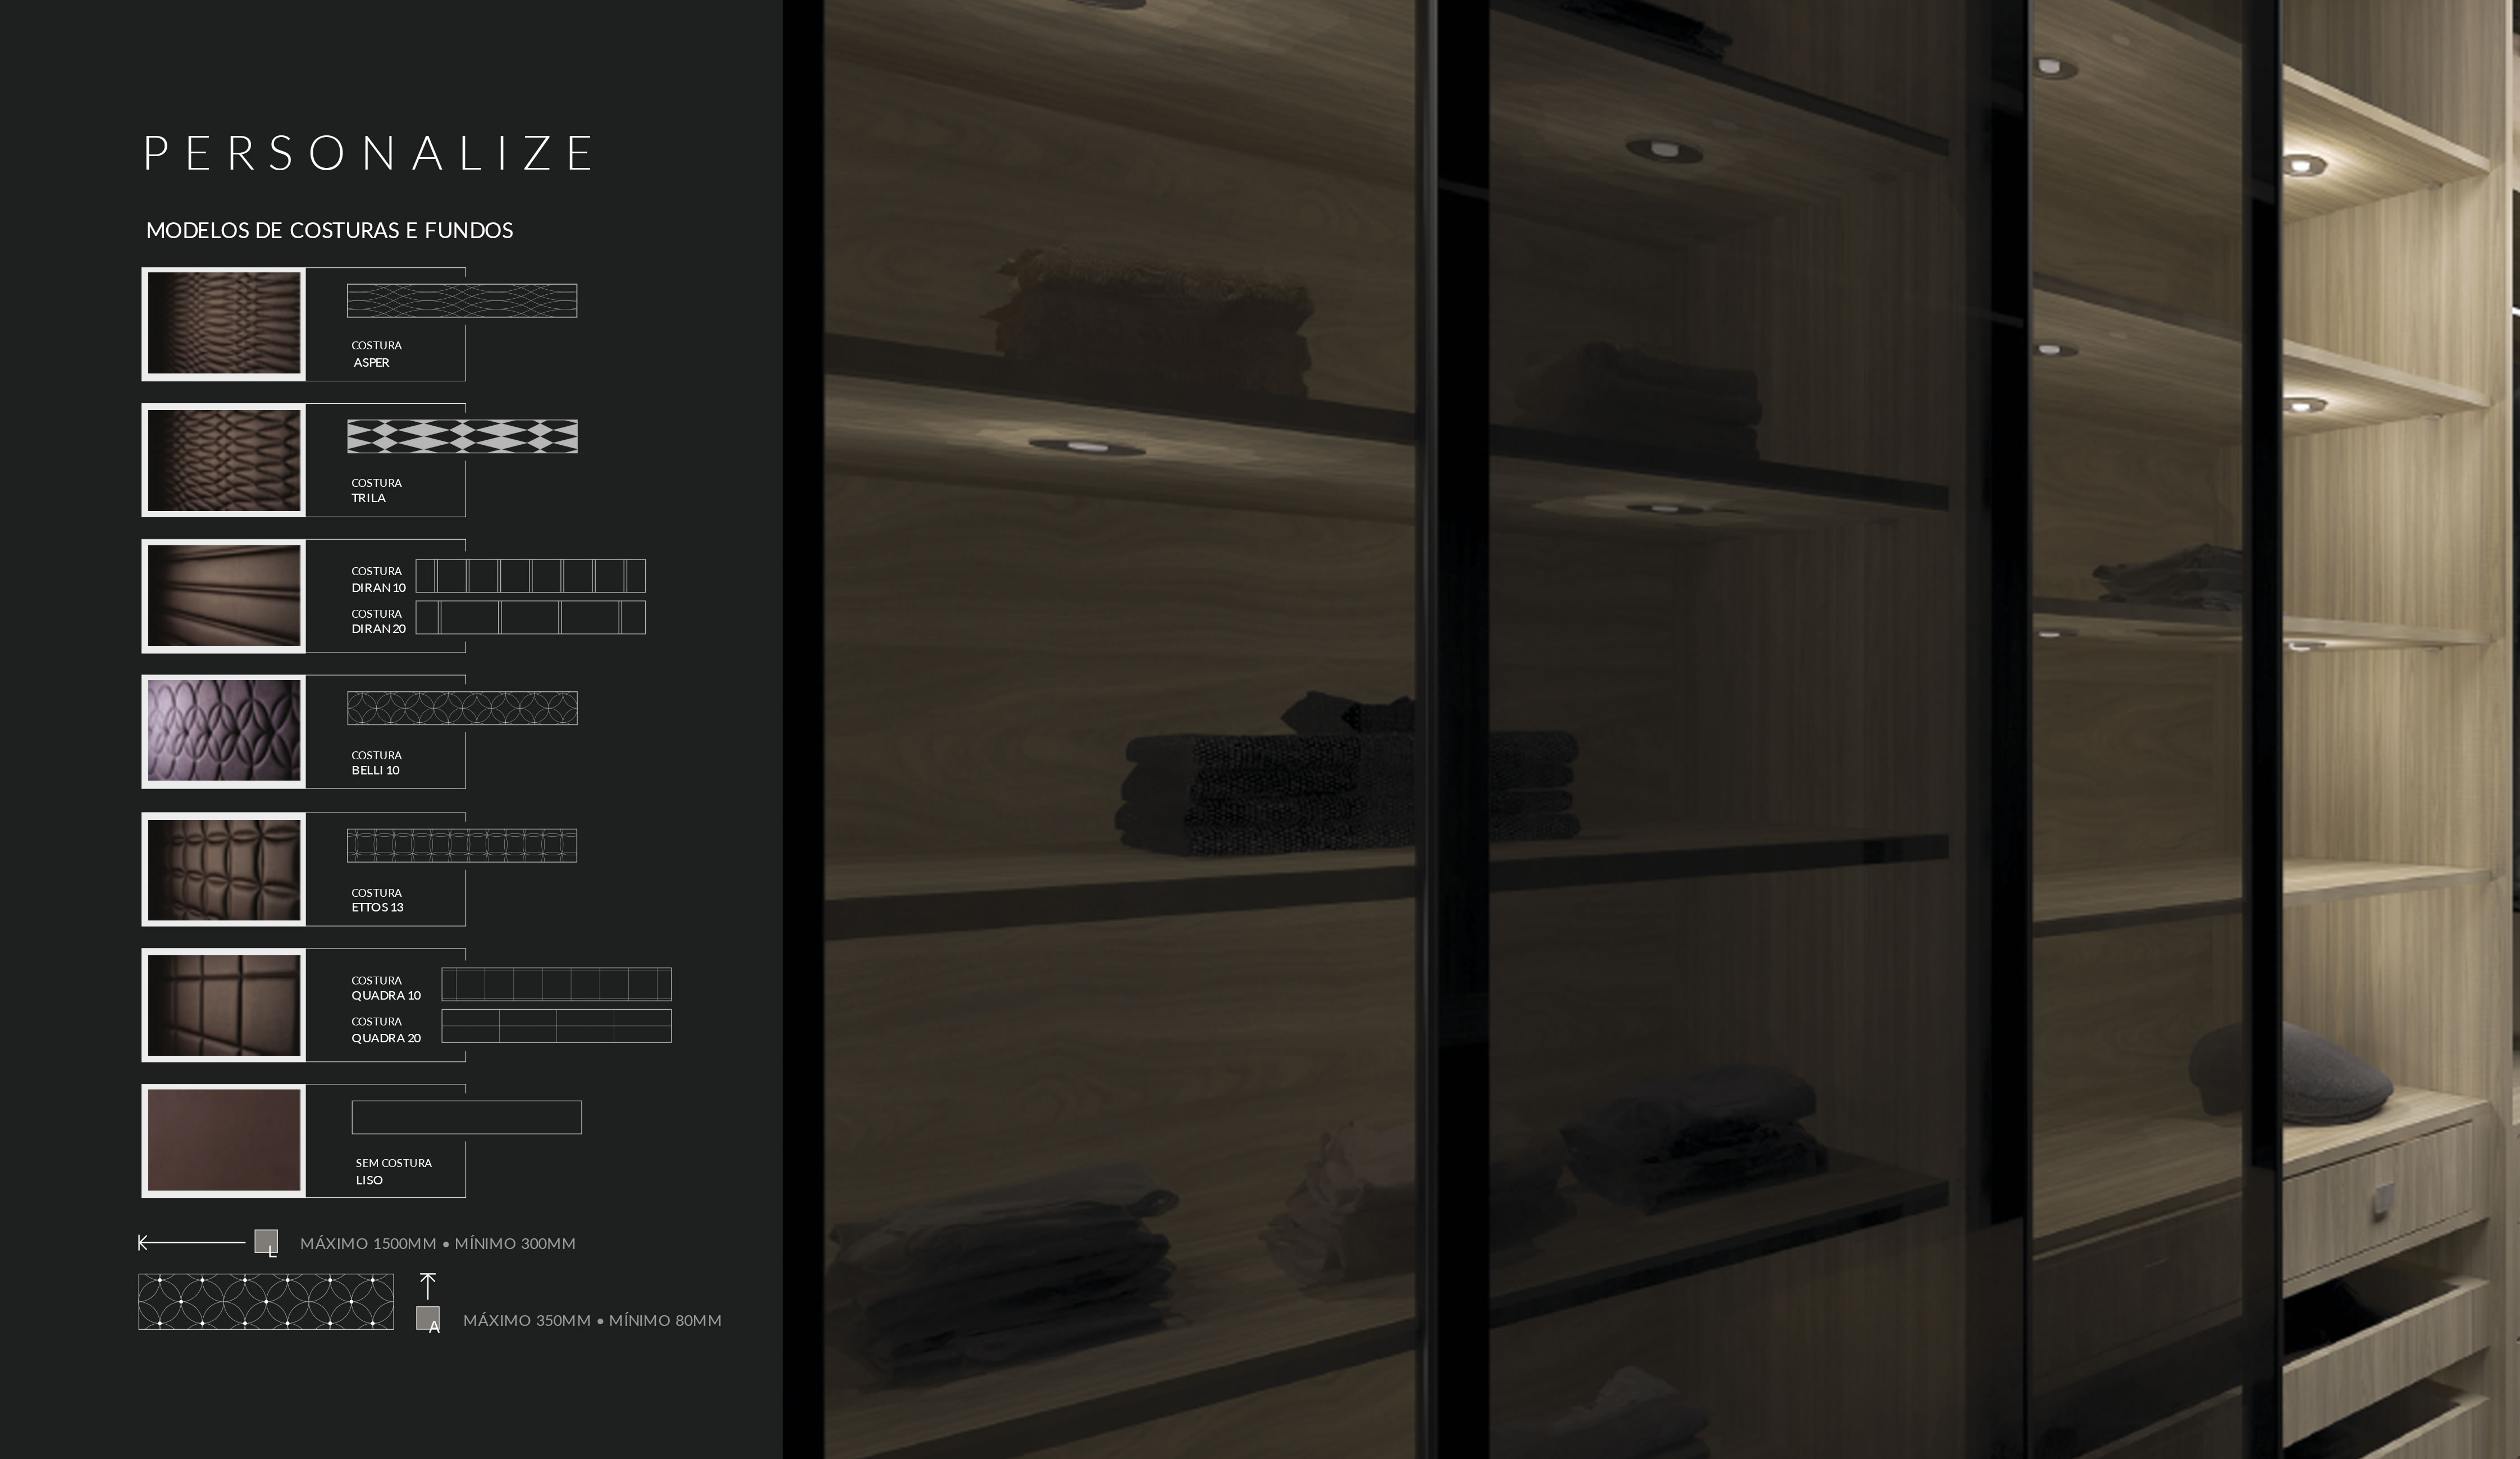 PERSONALIZE
MODELOS DE COSTURAS E FUNDOS
COSTURA
ASPER
COSTURA
TRILA
COSTURA
DIRAN 10
COSTURA
DIRAN 20
COSTURA
BELLI 10
COSTURA
ETTOS 13
COSTURA
QUADRA 10
COSTURA
QUADRA 20
SEM COSTURA
LISO
L MÁXIMO 1500MM • MÍNIMO 300MM
A MÁXIMO 350MM • MÍNIMO 80MM